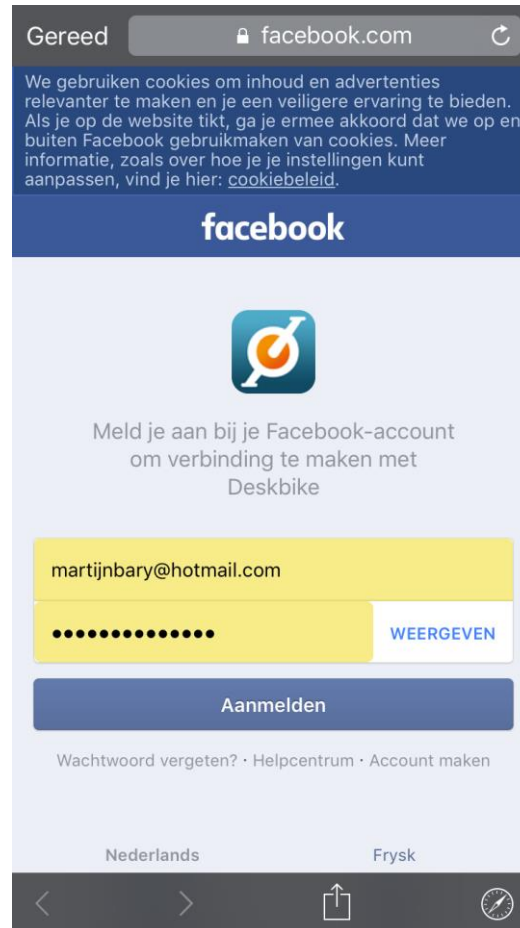 Gereed facebook.com
We gebruiken cookies om inhoud en advertenties
relevanter te maken en je een veiligere ervaring te bieden.
Als je op de website tikt, ga je ermee akkoord dat we op en
buiten Facebook gebruikmaken van cookies. Meer
informatie, zoals over hoe je je instellingen kunt
aanpassen, vind je hier: cookiebeleid.
facebook
Meld je aan bij je Facebook-account
om verbinding te maken met
Deskbike
martijnbary@hotmail.com
•••••••••••••• WEERGEVEN
Aanmelden
Wachtwoord vergeten? · Helpcentrum · Account maken
Nederlands Frysk